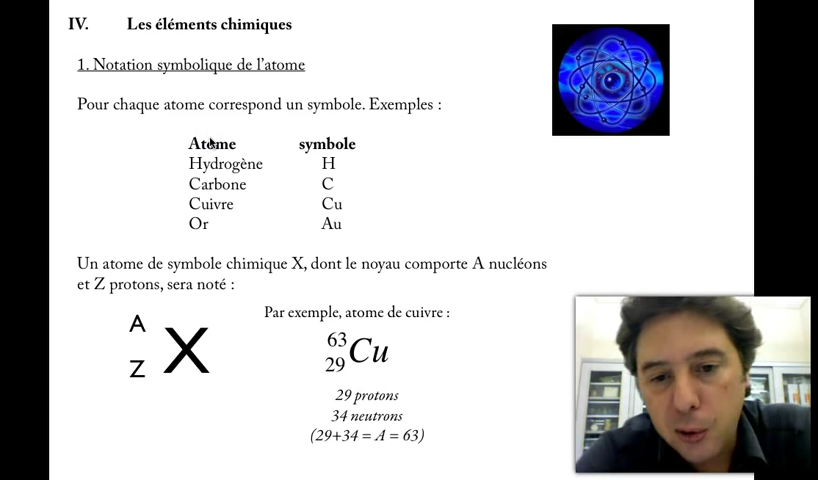 IV. Les éléments chimiques
1. Notation symbolique de l'atome
Pour chaque atome correspond un symbole. Exemples :
Atome symbole
Hydrogène H
Carbone C
Cuivre Cu
Or Au
Un atome de symbole chimique X, dont le noyau comporte A nucléons
et Z protons, sera noté :
Par exemple, atome de cuivre :
A
Z X
63
29 Cu
29 protons
34 neutrons
(29+34 = A = 63)